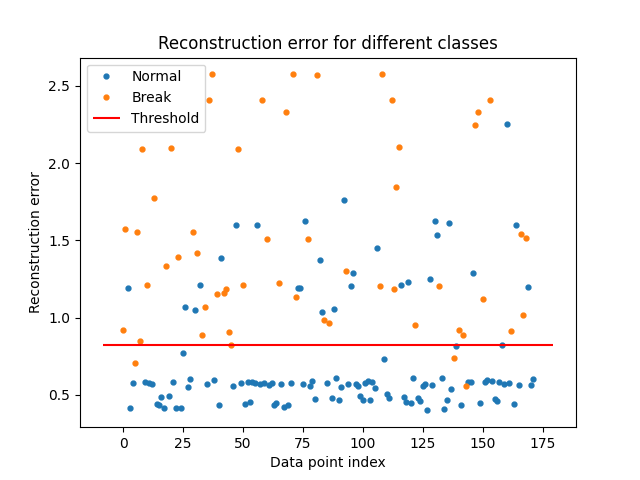 Reconstruction error for different classes
Normal
Break
Threshold
2.5
2.0
1.5
1.0
0.5
Reconstruction error
0 25 50 75 100 125 150 175
Data point index